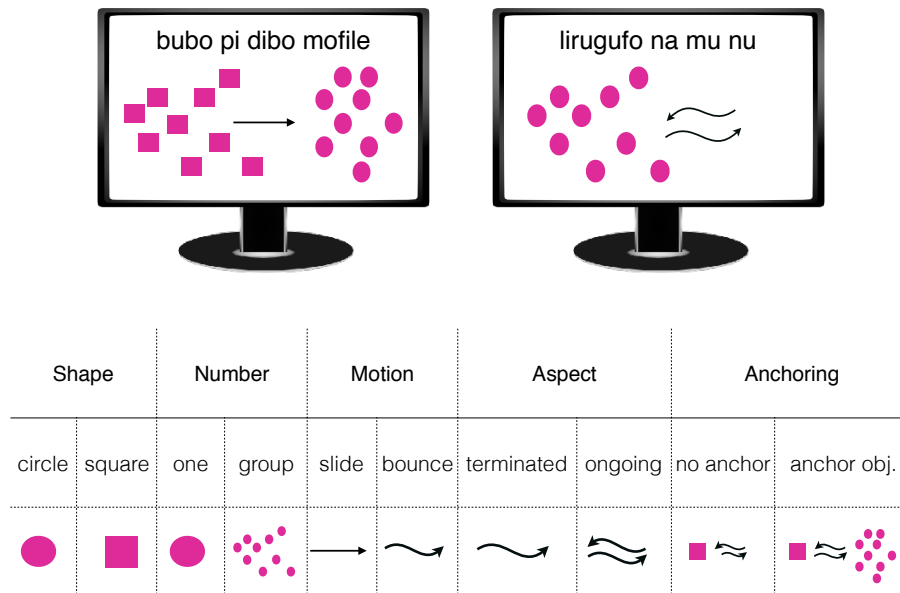 bubo pi dibo mofile
lirugufo na mu nu
Shape Number Motion Aspect Anchoring
circle square one group slide bounce terminated ongoing no anchor anchor obj.